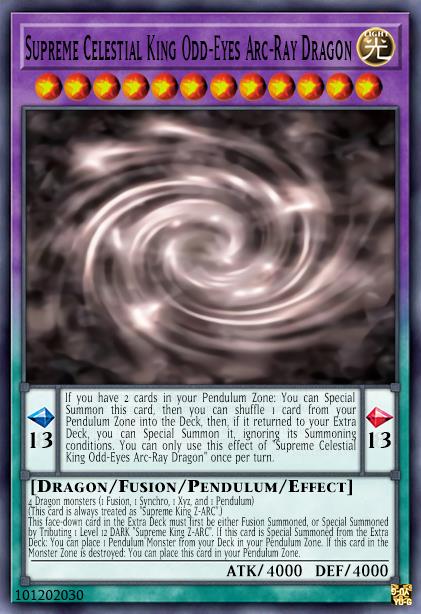 Supreme Celestial King Odd-Eyes Arc-Ray Dragon
LIGHT
光
If you have 2 cards in your Pendulum Zone: You can Special
Summon this card, then you can shuffle 1 card from your
Pendulum Zone into the Deck, then, if it returned to your Extra
Deck, you can Special Summon it, ignoring its Summoning
conditions. You can only use this effect of "Supreme Celestial
King Odd-Eyes Arc-Ray Dragon" once per turn.
13
13
[Dragon/Fusion/Pendulum/Effect]
4 Dragon monsters (1 Fusion, 1 Synchro, 1 Xyz, and 1 Pendulum)
(This card is always treated as "Supreme King Z-ARC".)
This face-down card in the Extra Deck must first be either Fusion Summoned, or Special Summoned
by Tributing 1 Level 12 DARK "Supreme King Z-ARC". If this card is Special Summoned from the Extra
Deck: You can place 1 Pendulum Monster from your Deck in your Pendulum Zone. If this card in the
Monster Zone is destroyed: You can place this card in your Pendulum Zone.
ATK/4000 DEF/4000
101202030